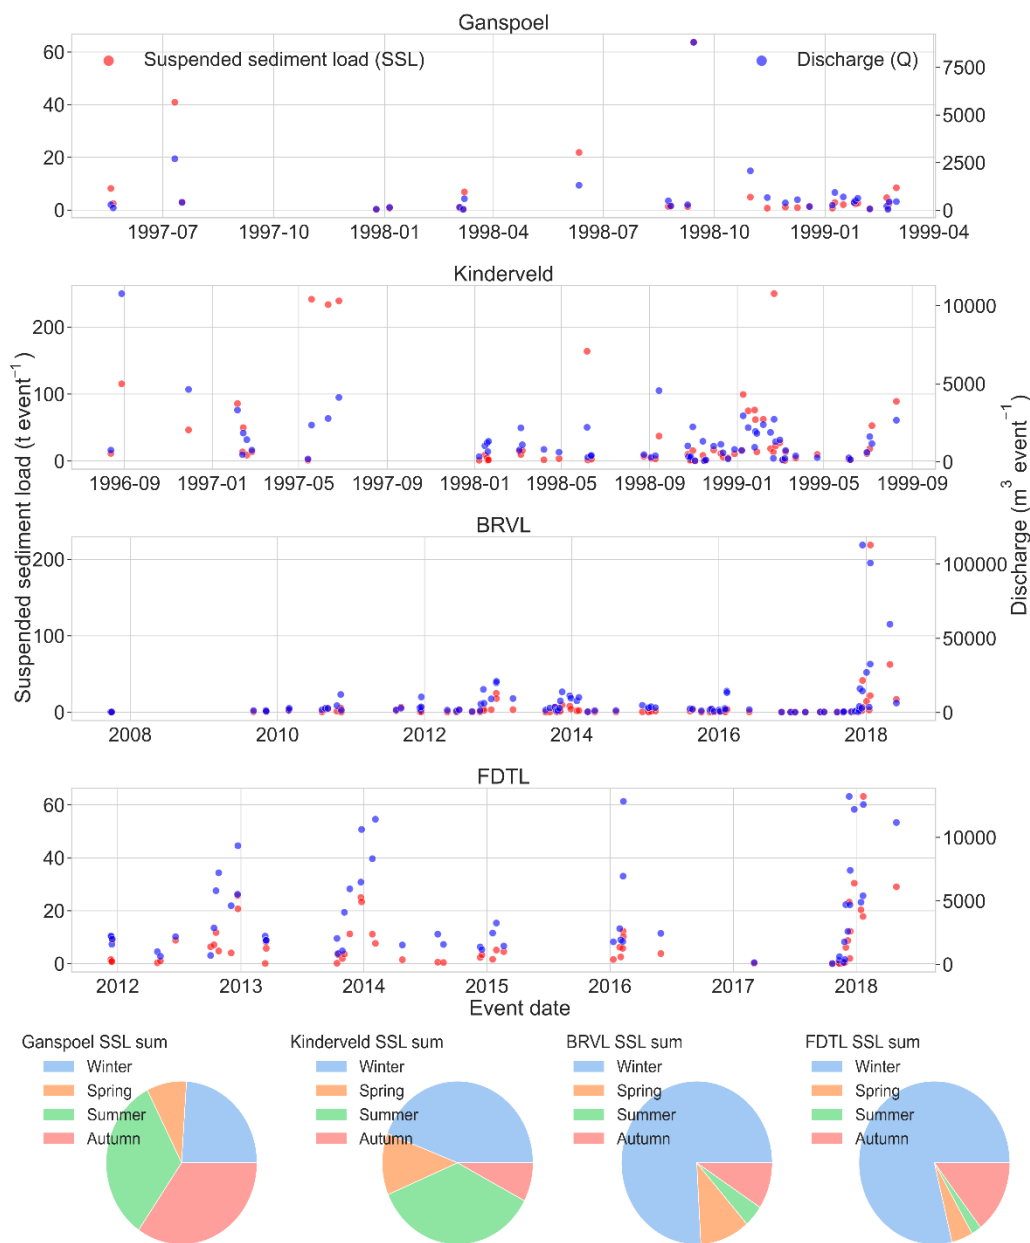 Ganspoel
Suspended sediment load (SSL)
Discharge (Q)
60
40
20
0
7500
5000
2500
0
1997-07
1997-10
1998-01
1998-04
1998-07
1998-10
1999-01
1999-04
Kinderveld
200
100
0
10000
5000
0
1996-09
1997-01
1997-05
1997-09
1998-01
1998-05
1998-09
1999-01
1999-05
1999-09
Suspended sediment load (t event⁻¹)
Discharge (m³ event⁻¹)
BRVL
200
100
0
100000
50000
0
2008
2010
2012
2014
2016
2018
FDTL
60
40
20
0
10000
5000
0
2012
2013
2014
2015
2016
2017
2018
Event date
Ganspoel SSL sum
Winter
Spring
Summer
Autumn
Kinderveld SSL sum
Winter
Spring
Summer
Autumn
BRVL SSL sum
Winter
Spring
Summer
Autumn
FDTL SSL sum
Winter
Spring
Summer
Autumn